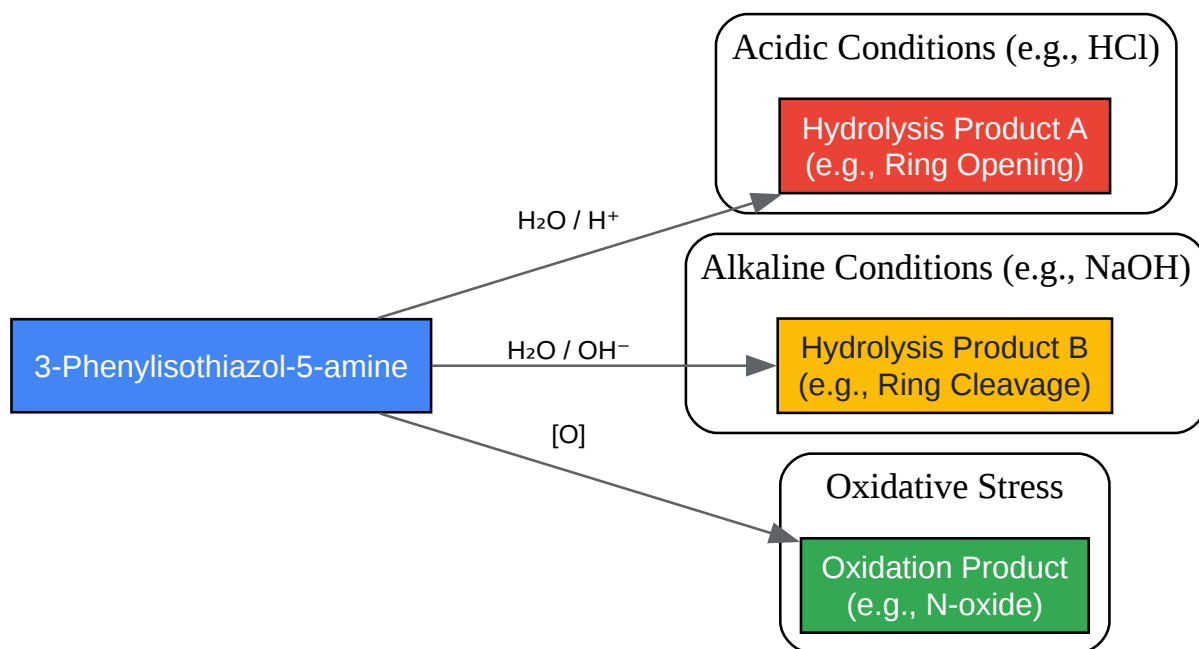 Acidic Conditions (e.g., HCl)
Hydrolysis Product A
(e.g., Ring Opening)
H₂O / H⁺
Alkaline Conditions (e.g., NaOH)
3-Phenylisothiazol-5-amine
H₂O / OH⁻
Hydrolysis Product B
(e.g., Ring Cleavage)
[O]
Oxidative Stress
Oxidation Product
(e.g., N-oxide)